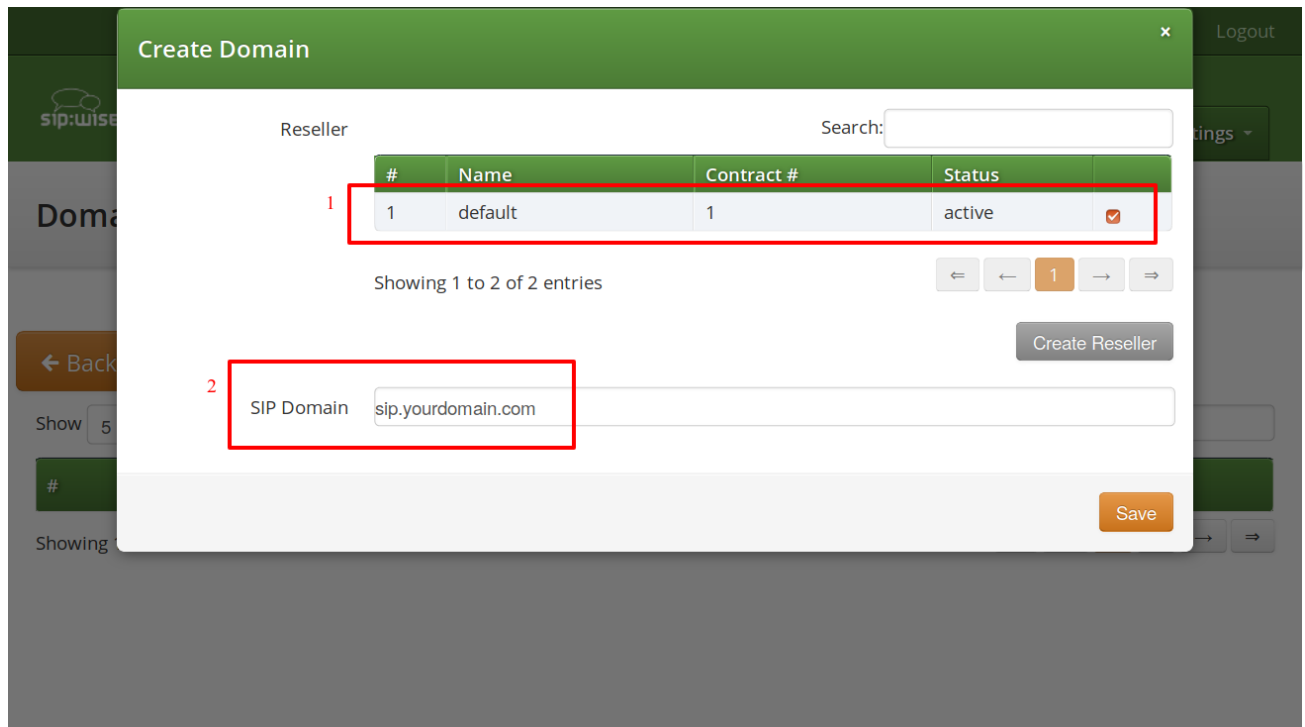 Logout
Create Domain ×
sip:wise
tings
Reseller
Search:
# Name Contract # Status
1
1 default 1 active
Doma
Showing 1 to 2 of 2 entries
⇐ ← 1 → ⇒
Create Reseller
← Back
2
SIP Domain sip.yourdomain.com
Show 5
#
Save
Showing
→ ⇒